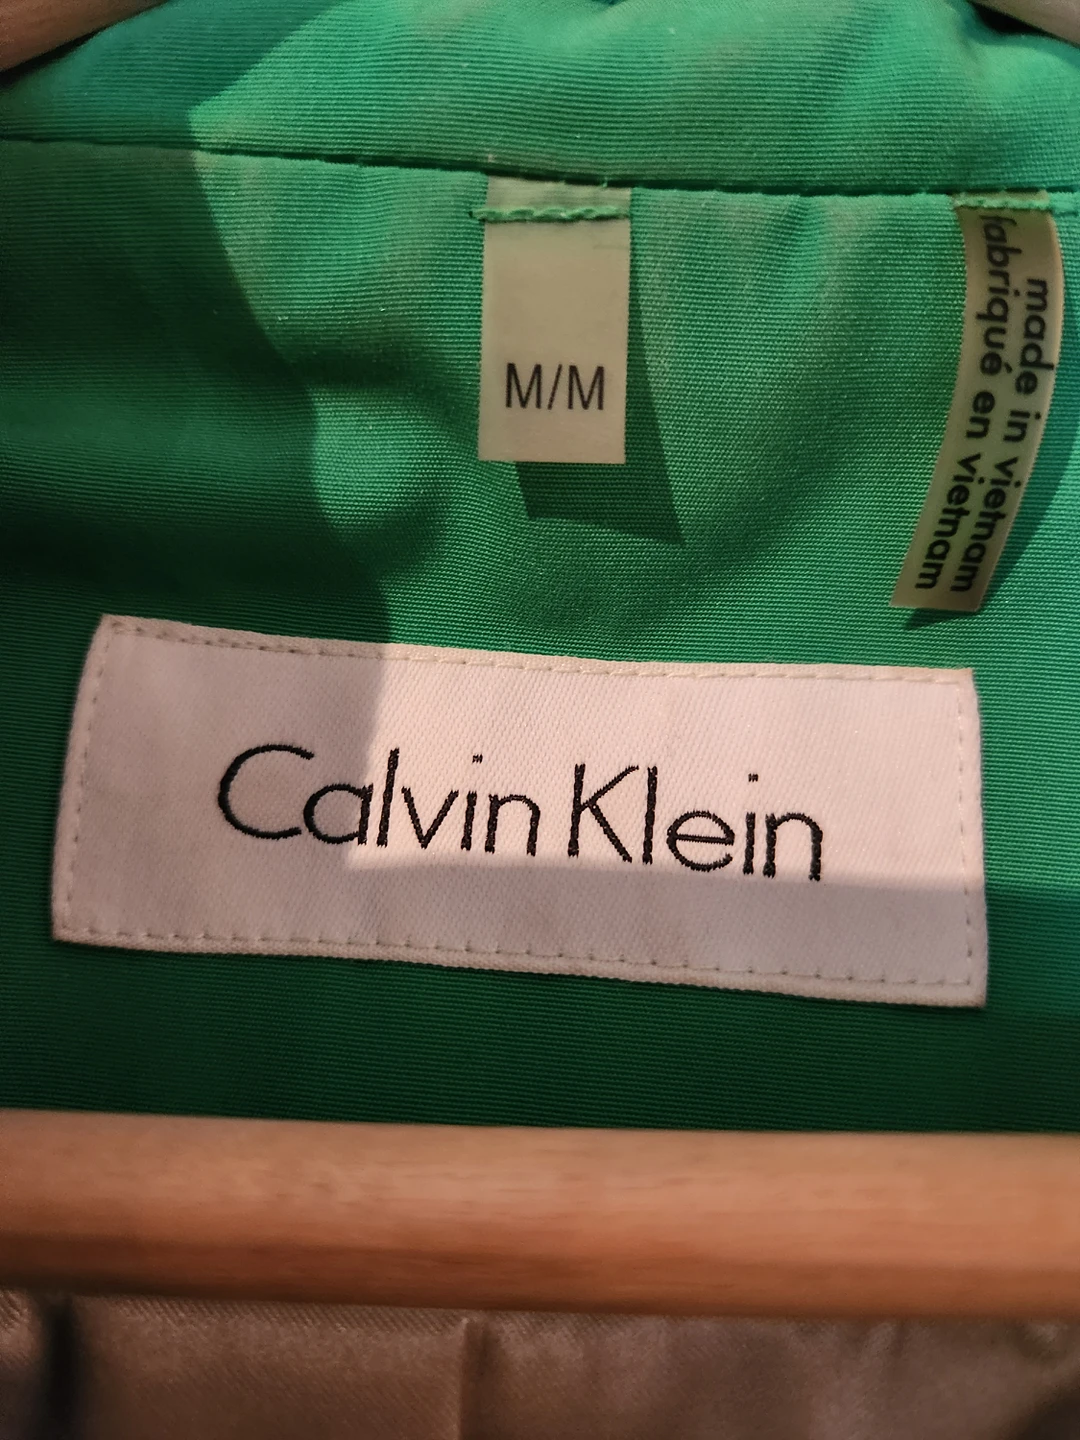 M/M
made in vietnam
fabriqué en vietnam
Calvin Klein